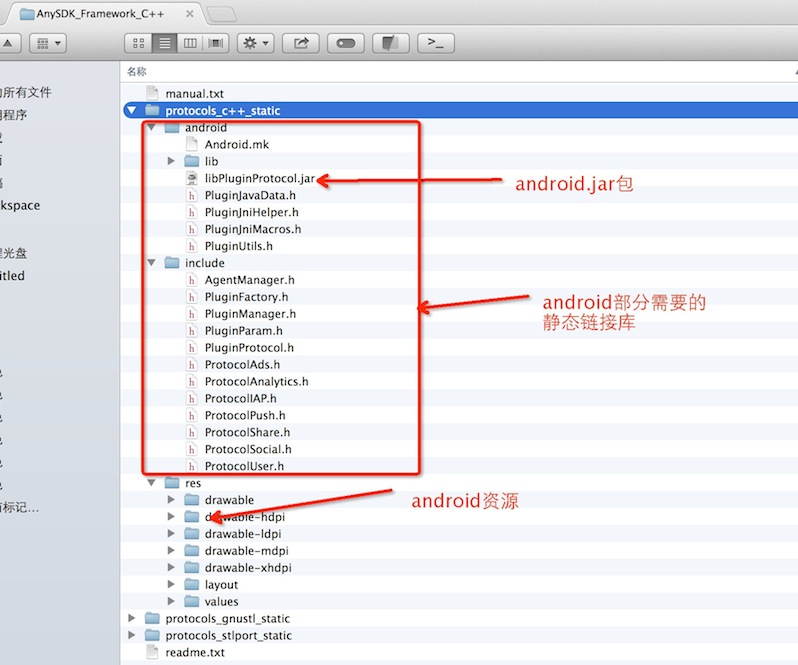 AnySDK_Framework_C++
名称
所有文件
用程序
kspace
程光盘
itled
有标记...
manual.txt
protocols_c++_static
android
Android.mk
lib
libPluginProtocol.jar
android.jar包
PluginJavaData.h
PluginJniHelper.h
PluginJniMacros.h
PluginUtils.h
include
AgentManager.h
PluginFactory.h
android部分需要的
静态链接库
PluginManager.h
PluginParam.h
PluginProtocol.h
ProtocolAds.h
ProtocolAnalytics.h
ProtocolIAP.h
ProtocolPush.h
ProtocolShare.h
ProtocolSocial.h
ProtocolUser.h
res
drawable
android资源
drawable-hdpi
drawable-ldpi
drawable-mdpi
drawable-xhdpi
layout
values
protocols_gnustl_static
protocols_stlport_static
readme.txt